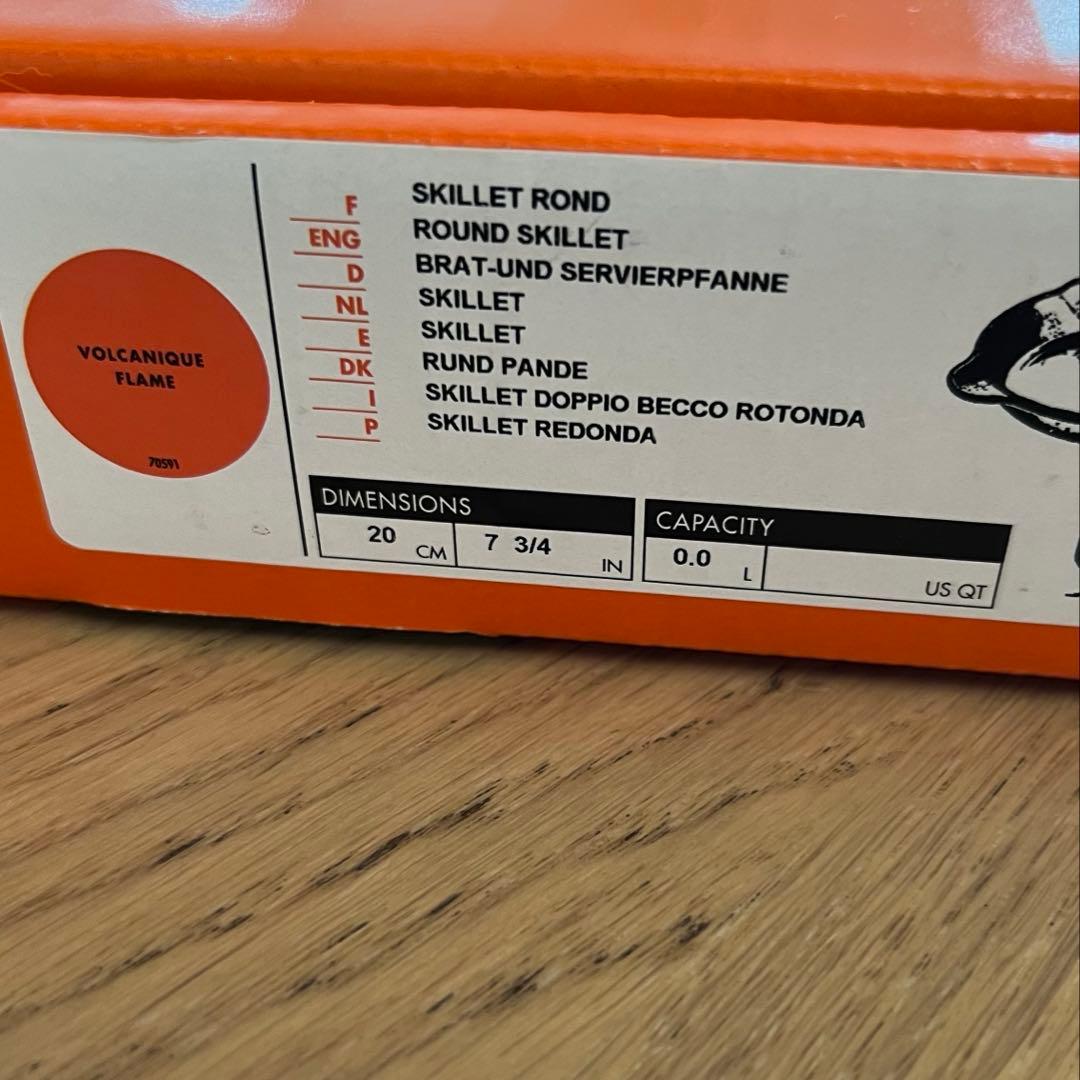 VOLCANIQUE
FLAME
70591
F SKILLET ROND
ENG ROUND SKILLET
D BRAT-UND SERVIERPFANNE
NL SKILLET
E SKILLET
DK RUND PANDE
I SKILLET DOPPIO BECCO ROTONDA
P SKILLET REDONDA
DIMENSIONS
20 CM 7 3/4 IN
CAPACITY
0.0 L US QT